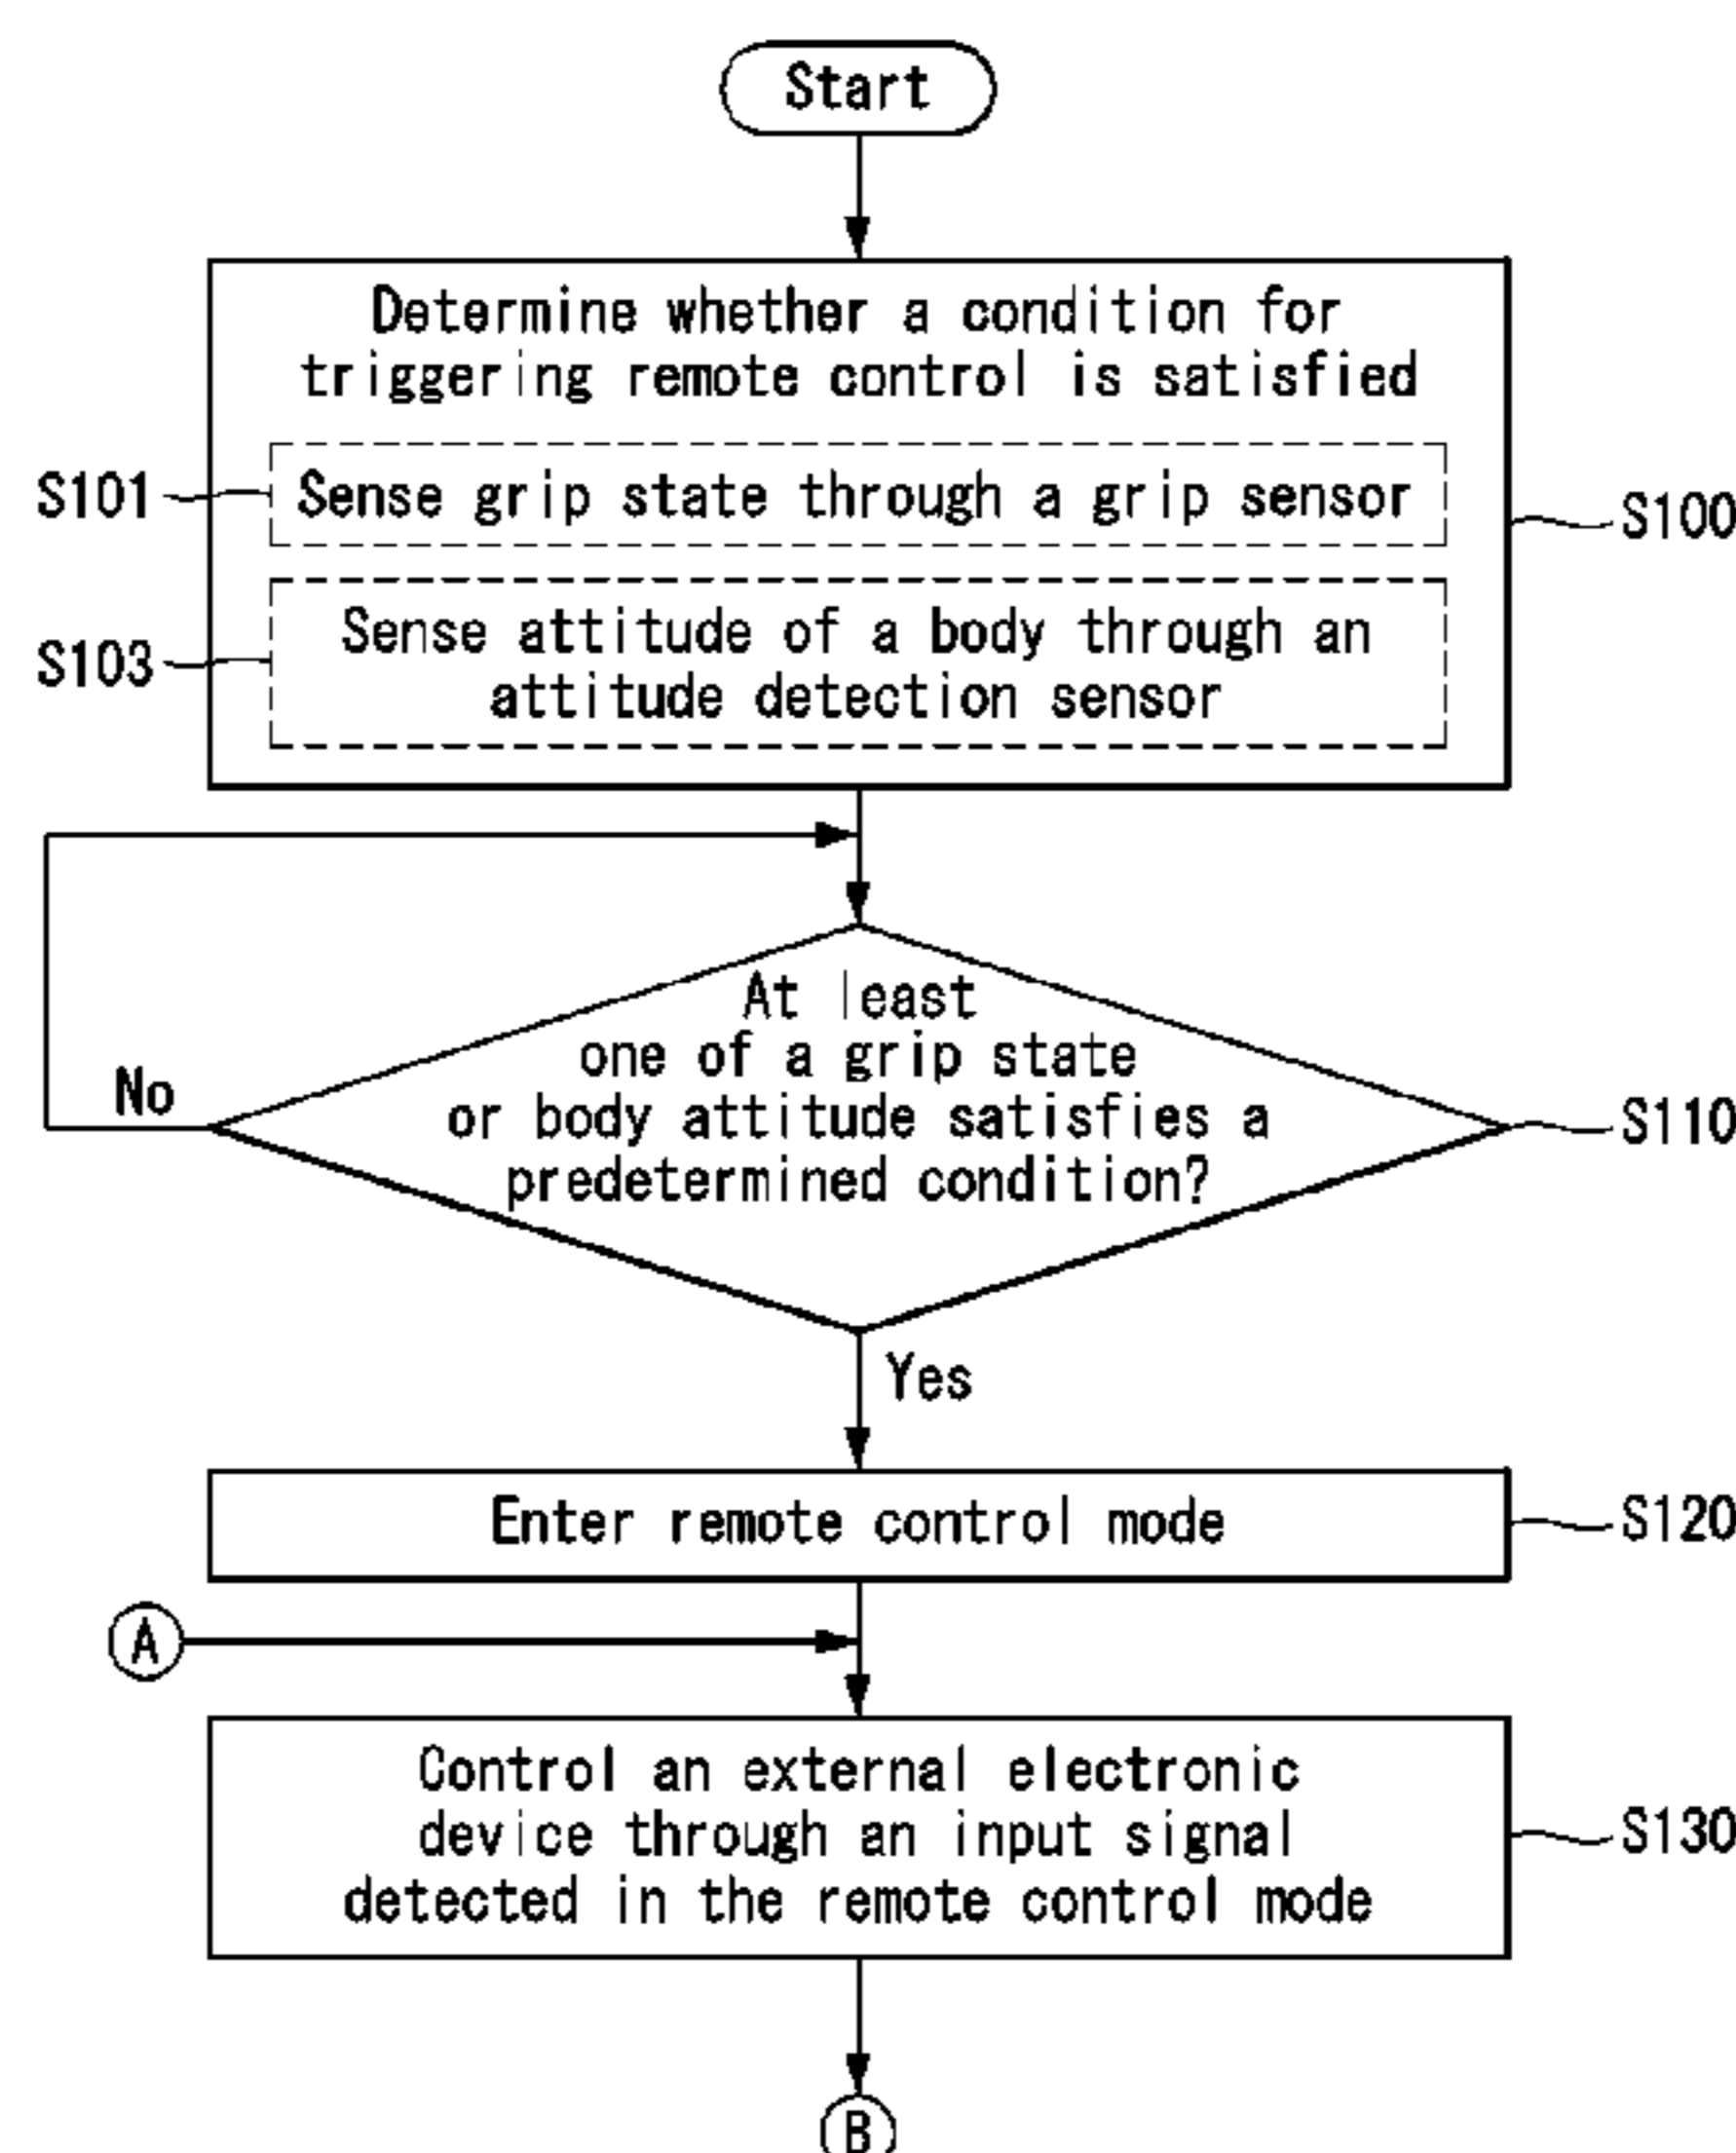 Start
Determine whether a condition for
triggering remote control is satisfied
S101
Sense grip state through a grip sensor
S100
S103
Sense attitude of a body through an
attitude detection sensor
At least
one of a grip state
or body attitude satisfies a
predetermined condition?
No
S110
Yes
Enter remote control mode
S120
A
Control an external electronic
device through an input signal
detected in the remote control mode
S130
B